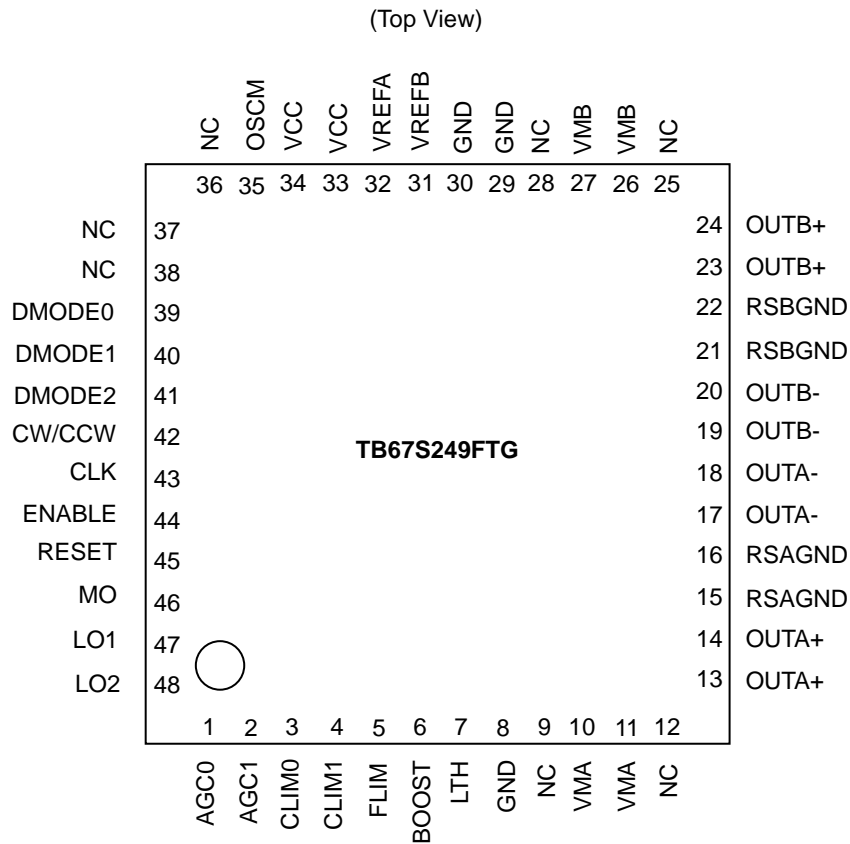 (Top View)
NC OSCM VCC VCC VREFA VREFB GND GND NC VMB VMB NC
36 35 34 33 32 31 30 29 28 27 26 25
NC 37 24 OUTB+
NC 38 23 OUTB+
DMODE0 39 22 RSBGND
DMODE1 40 21 RSBGND
DMODE2 41 20 OUTB-
CW/CCW 42 19 OUTB-
TB67S249FTG
CLK 43 18 OUTA-
ENABLE 44 17 OUTA-
RESET 45 16 RSAGND
MO 46 15 RSAGND
LO1 47 14 OUTA+
LO2 48 13 OUTA+
1 2 3 4 5 6 7 8 9 10 11 12
AGC0 AGC1 CLIM0 CLIM1 FLIM BOOST LTH GND NC VMA VMA NC